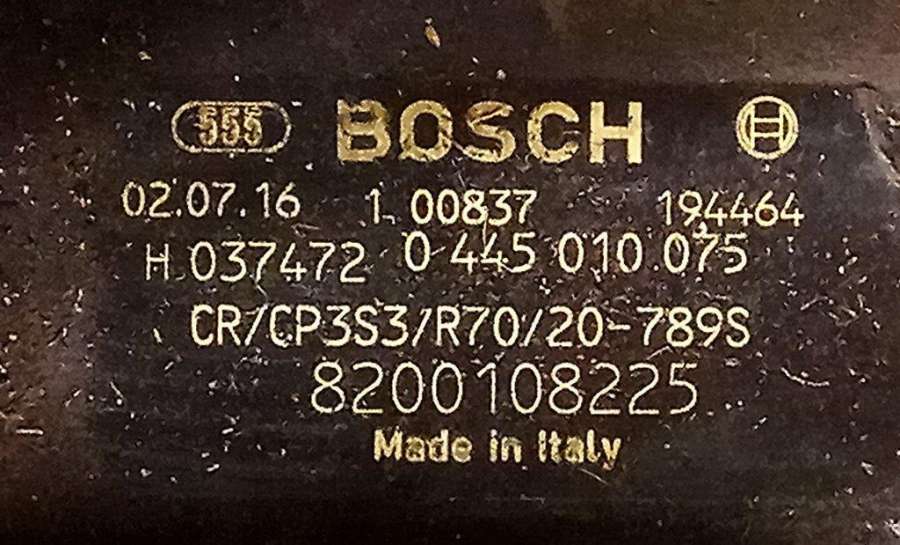 555 BOSCH
02.07.16 1 00837 194464
H 037472 0 445 010 075
CR/CP3S3/R70/20-789S
8200108225
Made in Italy